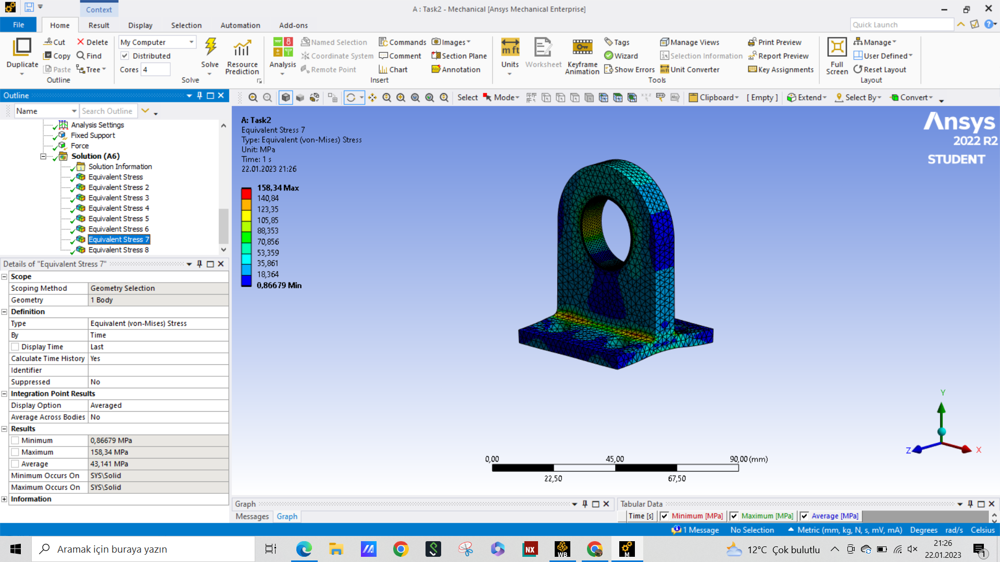 A : Task2 - Mechanical [Ansys Mechanical Enterprise]
Context
File Home Result Display Selection Automation Add-ons
Quick Launch
Duplicate
Cut
Delete
Copy
Find
Paste
Tree
Outline
My Computer
Distributed
Cores 4
Solve
Resource Prediction
Solve
Analysis
Named Selection
Coordinate System
Remote Point
Commands
Comment
Chart
Images
Section Plane
Annotation
Insert
Units
Worksheet
Keyframe Animation
Tags
Wizard
Show Errors
Manage Views
Selection Information
Unit Converter
Print Preview
Report Preview
Key Assignments
Tools
Full Screen
Manage
User Defined
Reset Layout
Layout
Outline
Name Search Outline
Analysis Settings
Fixed Support
Force
Solution (A6)
Solution Information
Equivalent Stress
Equivalent Stress 2
Equivalent Stress 3
Equivalent Stress 4
Equivalent Stress 5
Equivalent Stress 6
Equivalent Stress 7
Equivalent Stress 8
Details of "Equivalent Stress 7"
Scope
Scoping Method Geometry Selection
Geometry 1 Body
Definition
Type Equivalent (von-Mises) Stress
By Time
Display Time Last
Calculate Time History Yes
Identifier
Suppressed No
Integration Point Results
Display Option Averaged
Average Across Bodies No
Results
Minimum 0,86679 MPa
Maximum 158,34 MPa
Average 43,141 MPa
Minimum Occurs On SYS\Solid
Maximum Occurs On SYS\Solid
Information
Select Mode Clipboard [ Empty ] Extend Select By Convert
A: Task2
Equivalent Stress 7
Type: Equivalent (von-Mises) Stress
Unit: MPa
Time: 1 s
22.01.2023 21:26
158,34 Max
140,84
123,35
105,85
88,353
70,856
53,359
35,861
18,364
0,86679 Min
Ansys
2022 R2
STUDENT
Y
Z
X
0,00 45,00 90,00 (mm)
22,50 67,50
Graph
Messages Graph
Tabular Data
Time [s] Minimum [MPa] Maximum [MPa] Average [MPa]
1 Message No Selection Metric (mm, kg, N, s, mV, mA) Degrees rad/s Celsius
Aramak için buraya yazın
NX
WB
M
12°C Çok bulutlu
21:26
22.01.2023
1